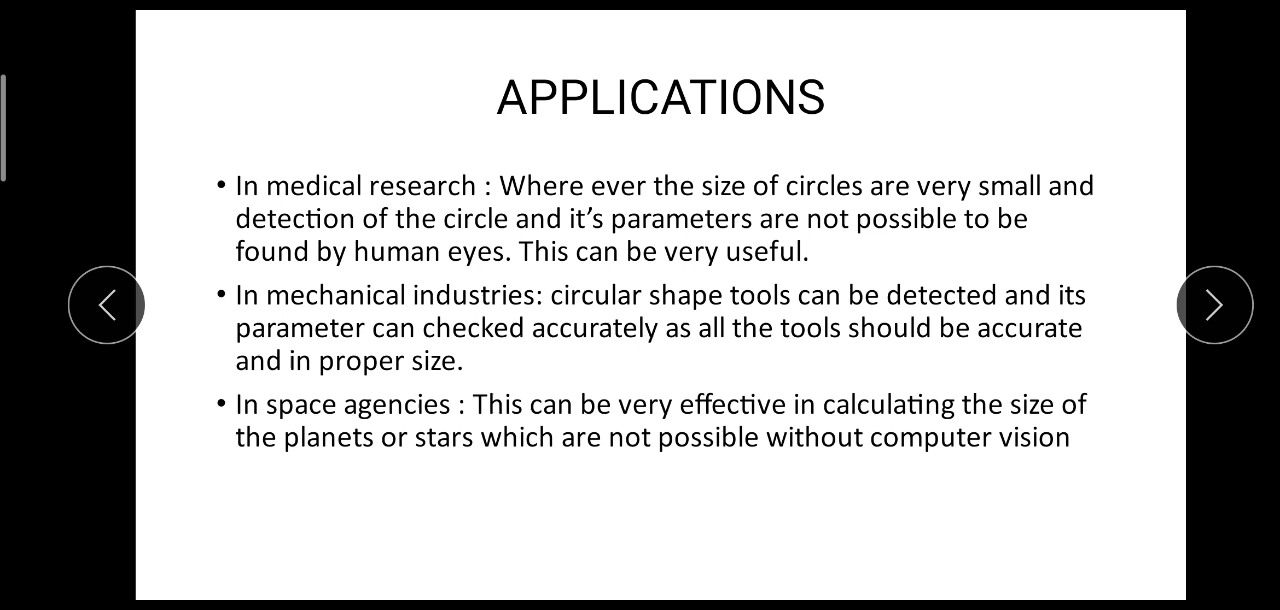 APPLICATIONS
• In medical research : Where ever the size of circles are very small and
detection of the circle and it’s parameters are not possible to be
found by human eyes. This can be very useful.
• In mechanical industries: circular shape tools can be detected and its
parameter can checked accurately as all the tools should be accurate
and in proper size.
• In space agencies : This can be very effective in calculating the size of
the planets or stars which are not possible without computer vision